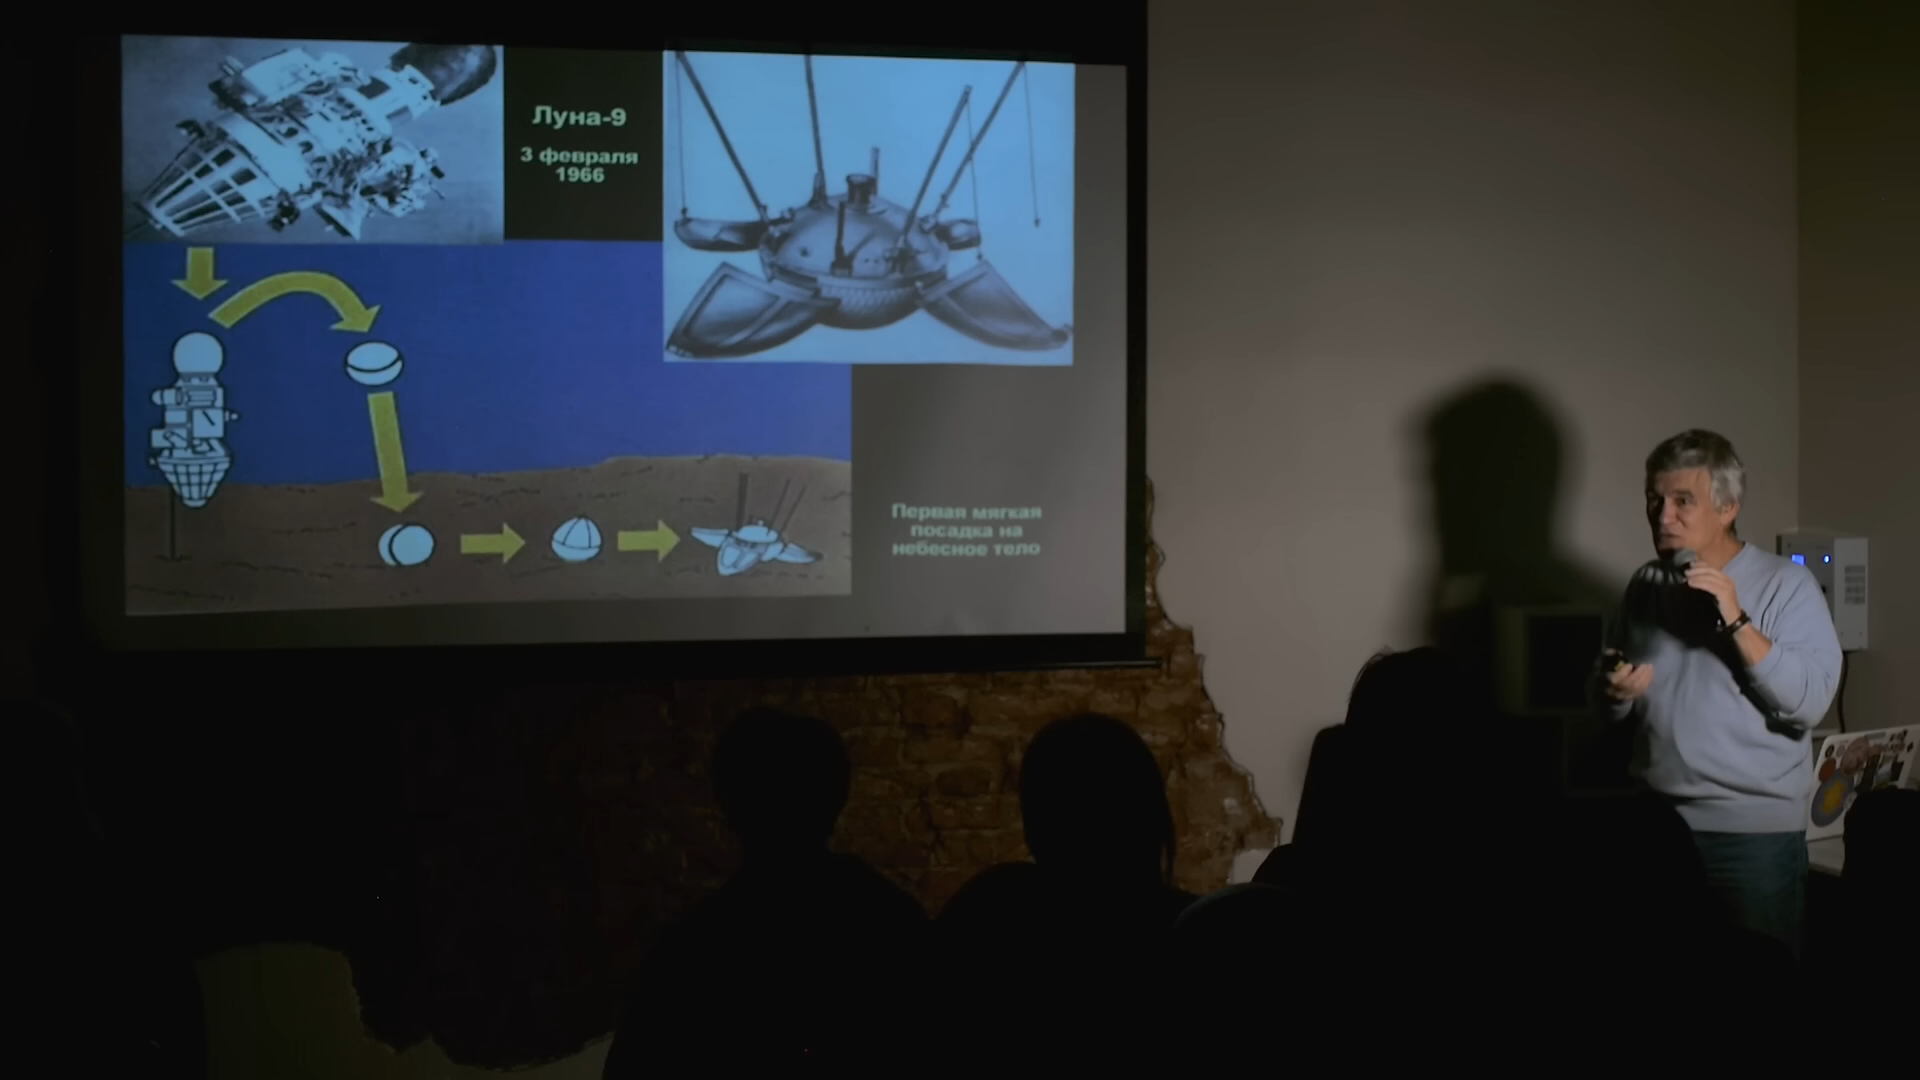 Луна-9
3 февраля
1966
Первая мягкая
посадка на
небесное тело